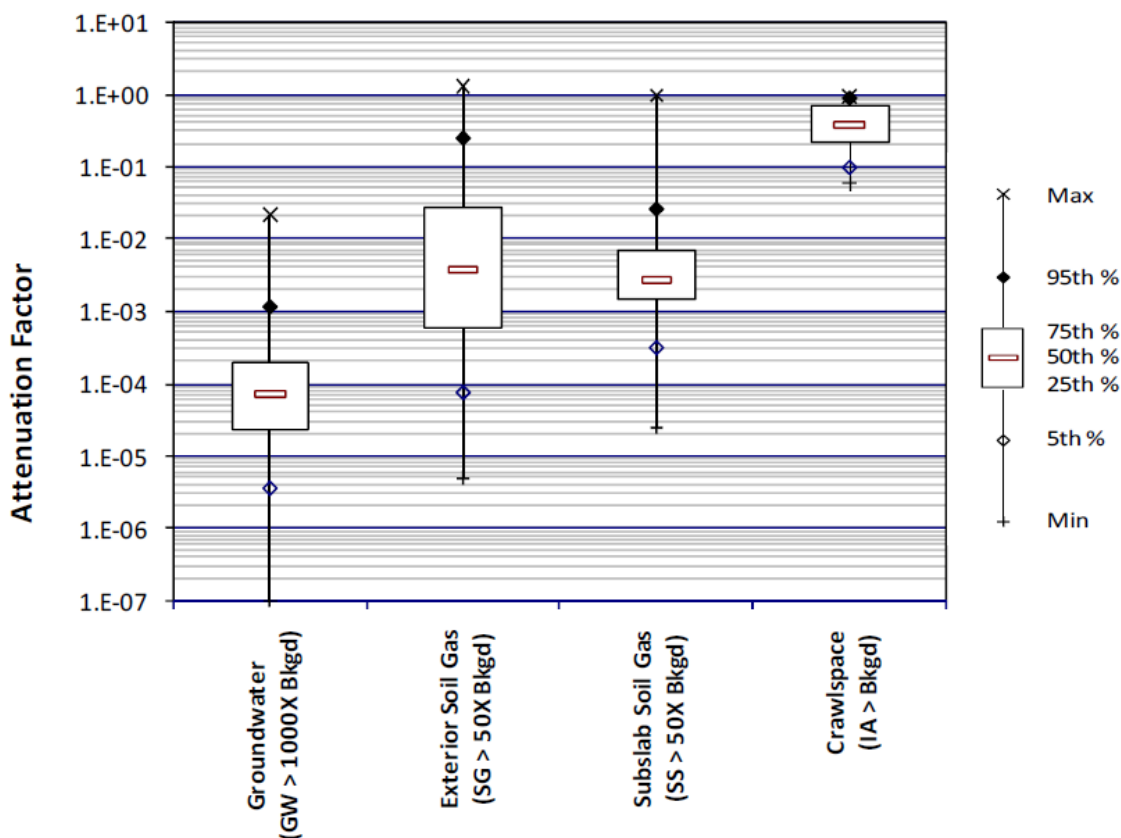 1.E+01
1.E+00
1.E-01
1.E-02
1.E-03
1.E-04
1.E-05
1.E-06
1.E-07
Attenuation Factor
Groundwater
(GW > 1000X Bkgd)
Exterior Soil Gas
(SG > 50X Bkgd)
Subslab Soil Gas
(SS > 50X Bkgd)
Crawlspace
(IA > Bkgd)
Max
95th %
75th %
50th %
25th %
5th %
Min